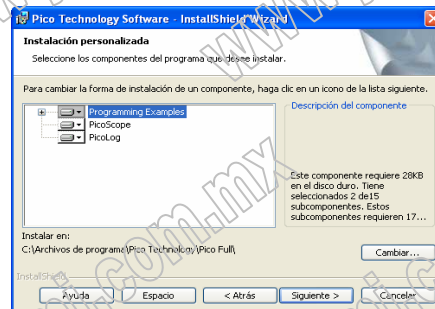 Pico Technology Software - InstallShield Wizard
Instalación personalizada
Seleccione los componentes del programa que desee instalar.
Para cambiar la forma de instalación de un componente, haga clic en un icono de la lista siguiente.
Programming Examples
PicoScope
PicoLog
Descripción del componente
Este componente requiere 28KB
en el disco duro. Tiene
seleccionados 2 de15
subcomponentes. Estos
subcomponentes requieren 17...
Instalar en:
C:\Archivos de programa\Pico Technology\Pico Full\
Cambiar...
InstallShield
Ayuda
Espacio
< Atrás
Siguiente >
Cancelar